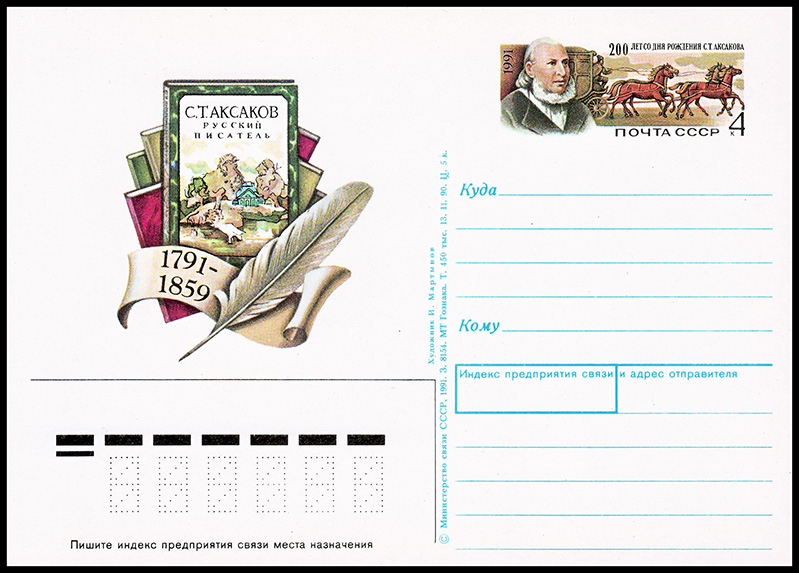 С.Т.АКСАКОВ
РУССКИЙ
ПИСАТЕЛЬ
1791-
1859
1991
200 ЛЕТ СО ДНЯ РОЖДЕНИЯ С.Т. АКСАКОВА
ПОЧТА СССР
4
к
Куда
Кому
Индекс предприятия связи и адрес отправителя
Пишите индекс предприятия связи места назначения
© Министерство связи СССР, 1991. З. 8154. МТ Гознака. Т. 450 тыс. 13. 11. 90. Ц. 5 к.
Художник И. Мартынов